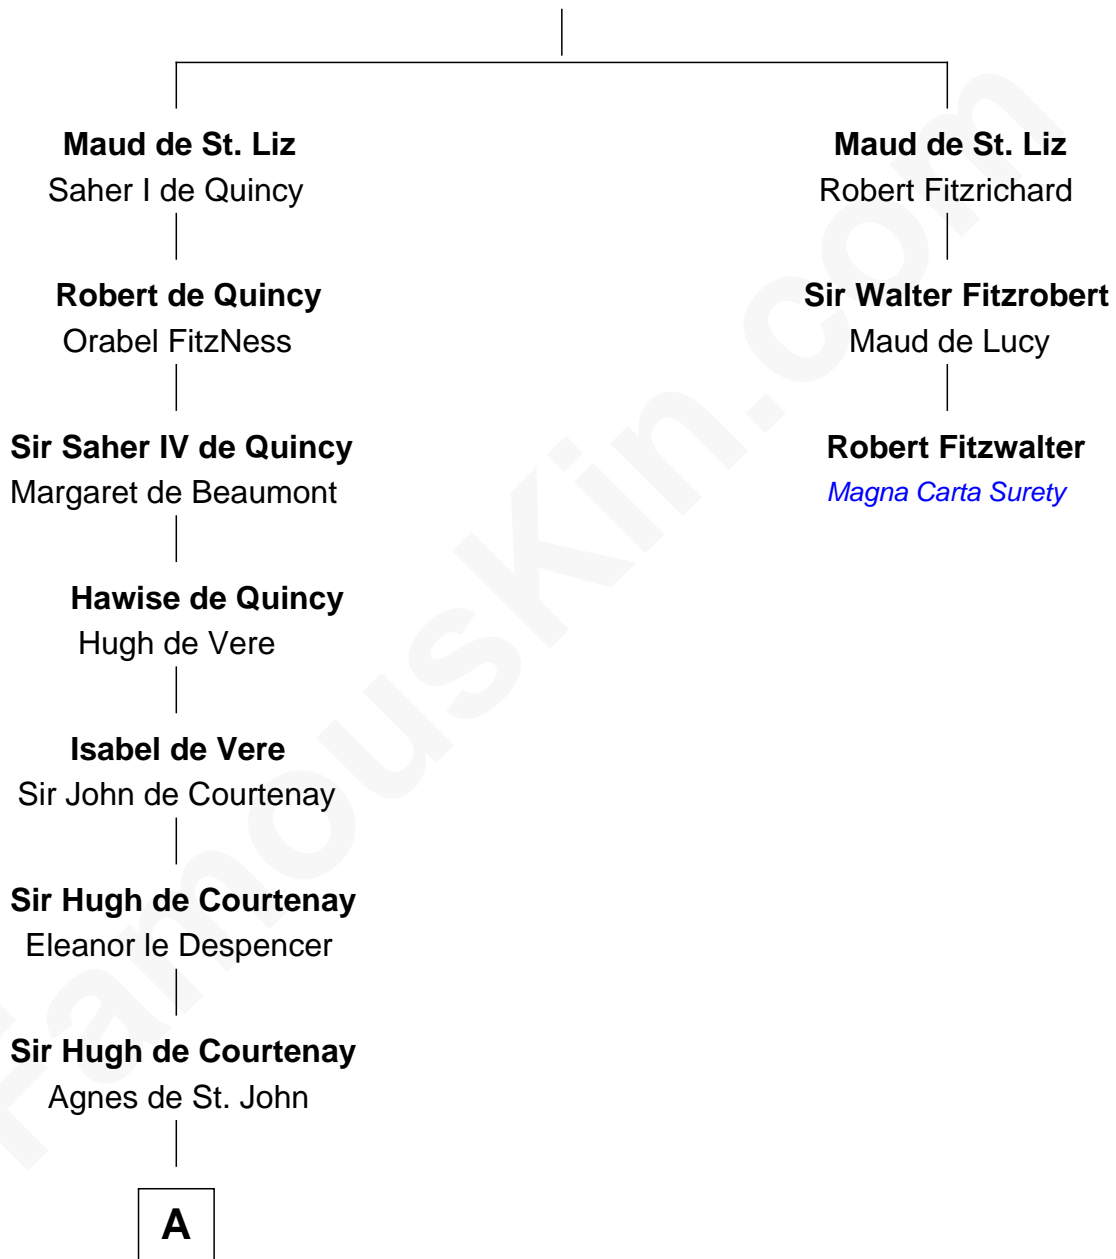 Maud de St. Liz
Saher I de Quincy
Robert de Quincy
Orabel FitzNess
Sir Saher IV de Quincy
Margaret de Beaumont
Hawise de Quincy
Hugh de Vere
Isabel de Vere
Sir John de Courtenay
Sir Hugh de Courtenay
Eleanor le Despencer
Sir Hugh de Courtenay
Agnes de St. John
A
Maud de St. Liz
Robert Fitzrichard
Sir Walter Fitzrobert
Maud de Lucy
Robert Fitzwalter
Magna Carta Surety
FamousKin.com